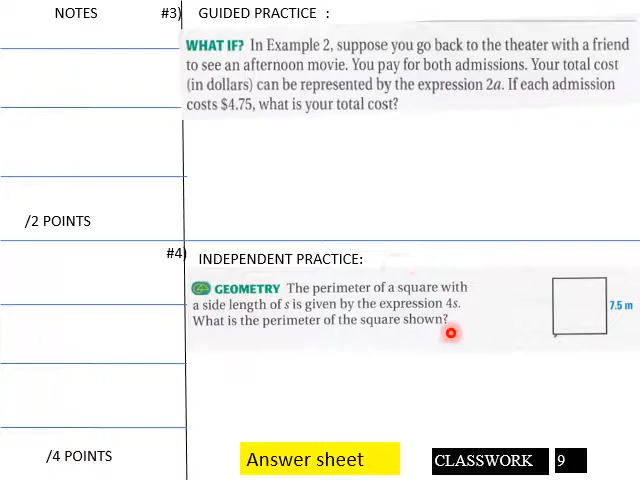 NOTES
#3) GUIDED PRACTICE :
WHAT IF? In Example 2, suppose you go back to the theater with a friend
to see an afternoon movie. You pay for both admissions. Your total cost
(in dollars) can be represented by the expression 2a. If each admission
costs $4.75, what is your total cost?
/2 POINTS
#4) INDEPENDENT PRACTICE:
GEOMETRY The perimeter of a square with
a side length of s is given by the expression 4s.
What is the perimeter of the square shown?
7.5 m
/4 POINTS
Answer sheet
CLASSWORK 9